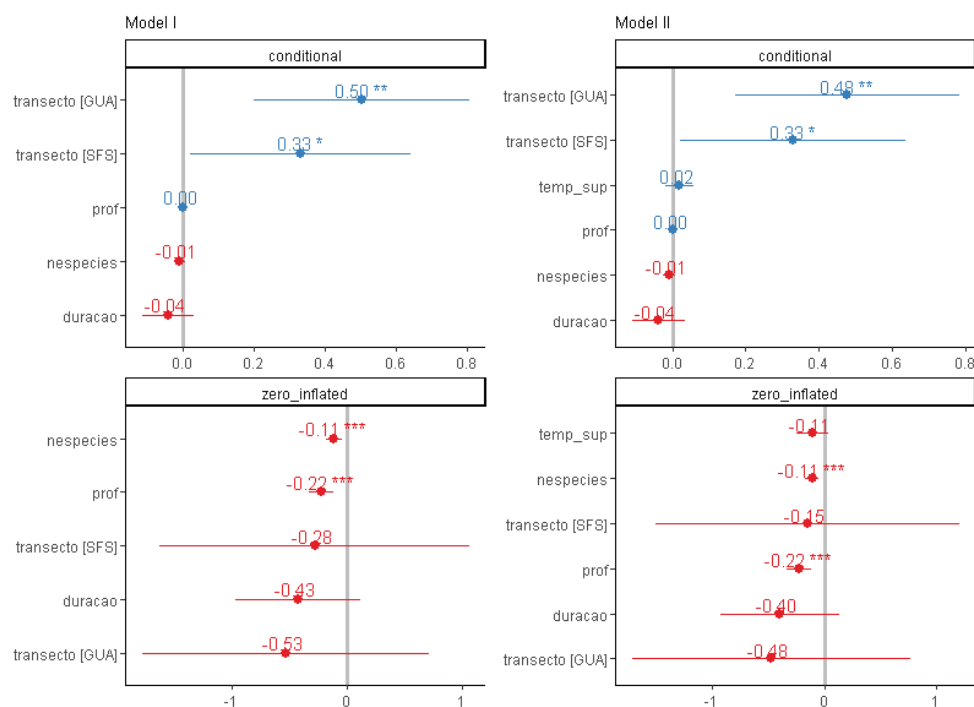 Model I
conditional
transecto [GUA]
0.50 **
transecto [SFS]
0.33 *
prof
0.00
nespecies
-0.01
duracao
-0.04
0.0 0.2 0.4 0.6 0.8
zero_inflated
nespecies
-0.11 ***
prof
-0.22 ***
transecto [SFS]
-0.28
duracao
-0.43
transecto [GUA]
-0.53
-1 0 1
Model II
conditional
transecto [GUA]
0.48 **
transecto [SFS]
0.33 *
temp_sup
0.02
prof
0.00
nespecies
-0.01
duracao
-0.04
0.0 0.2 0.4 0.6 0.8
zero_inflated
temp_sup
-0.11
nespecies
-0.11 ***
transecto [SFS]
-0.15
prof
-0.22 ***
duracao
-0.40
transecto [GUA]
-0.48
-1 0 1